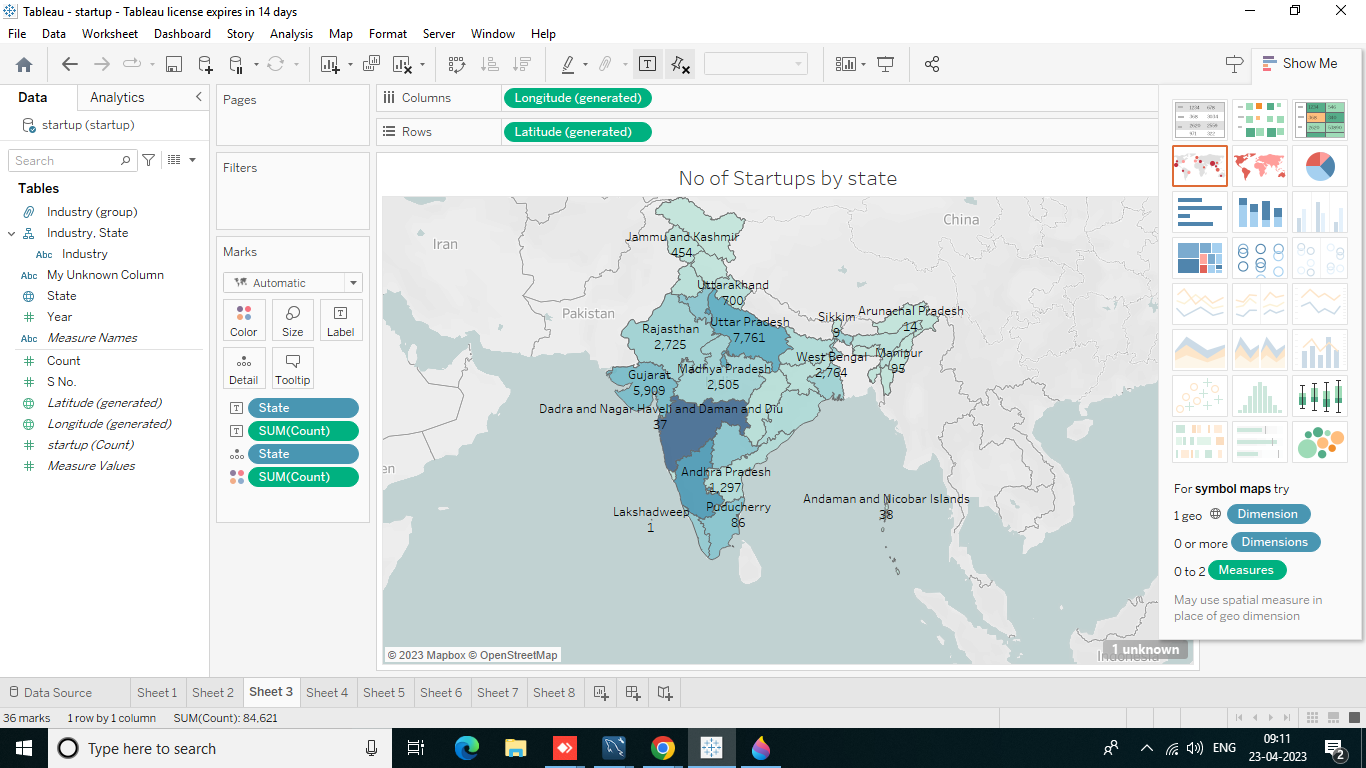 Tableau - startup - Tableau license expires in 14 days
File Data Worksheet Dashboard Story Analysis Map Format Server Window Help
Show Me
Data Analytics
startup (startup)
Search
Tables
Industry (group)
Industry, State
Abc Industry
Abc My Unknown Column
State
Year
Abc Measure Names
Count
S No.
Latitude (generated)
Longitude (generated)
startup (Count)
Measure Values
Pages
Filters
Marks
Automatic
Color Size Label
Detail Tooltip
State
SUM(Count)
State
SUM(Count)
Columns Longitude (generated)
Rows Latitude (generated)
No of Startups by state
Iran
China
Pakistan
Jammu and Kashmir
454
Uttarakhand
700
Rajasthan
2,725
Uttar Pradesh
7,761
Sikkim
9
Arunachal Pradesh
14
Gujarat
5,909
Madhya Pradesh
2,505
West Bengal
2,764
Manipur
95
Dadra and Nagar Haveli and Daman and Diu
37
Andhra Pradesh
1,297
Lakshadweep
1
Puducherry
86
Andaman and Nicobar Islands
38
Indonesia
1 unknown
© 2023 Mapbox © OpenStreetMap
For symbol maps try
1 geo Dimension
0 or more Dimensions
0 to 2 Measures
May use spatial measure in
place of geo dimension
Data Source Sheet 1 Sheet 2 Sheet 3 Sheet 4 Sheet 5 Sheet 6 Sheet 7 Sheet 8
36 marks 1 row by 1 column SUM(Count): 84,621
Type here to search
ENG
09:11
23-04-2023
2